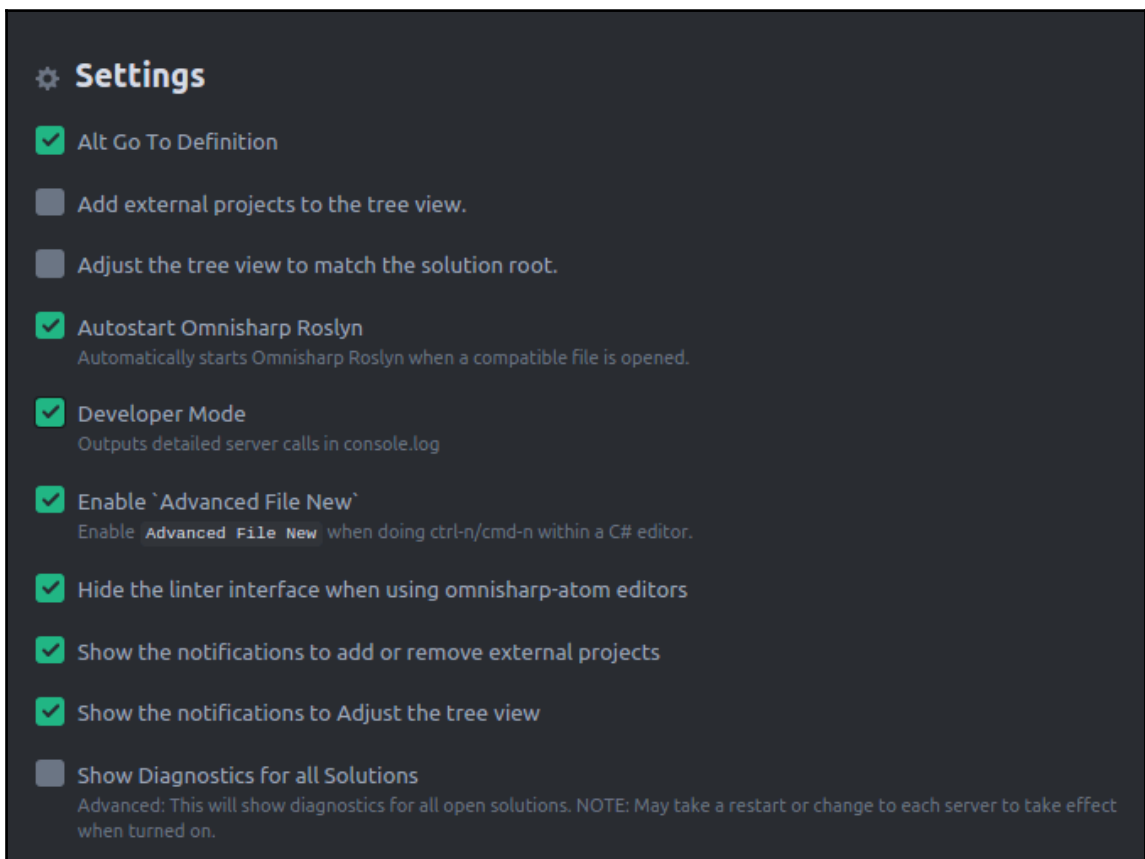 Settings
Alt Go To Definition
Add external projects to the tree view.
Adjust the tree view to match the solution root.
Autostart Omnisharp Roslyn
Automatically starts Omnisharp Roslyn when a compatible file is opened.
Developer Mode
Outputs detailed server calls in console.log
Enable `Advanced File New`
Enable Advanced File New when doing ctrl-n/cmd-n within a C# editor.
Hide the linter interface when using omnisharp-atom editors
Show the notifications to add or remove external projects
Show the notifications to Adjust the tree view
Show Diagnostics for all Solutions
Advanced: This will show diagnostics for all open solutions. NOTE: May take a restart or change to each server to take effect
when turned on.